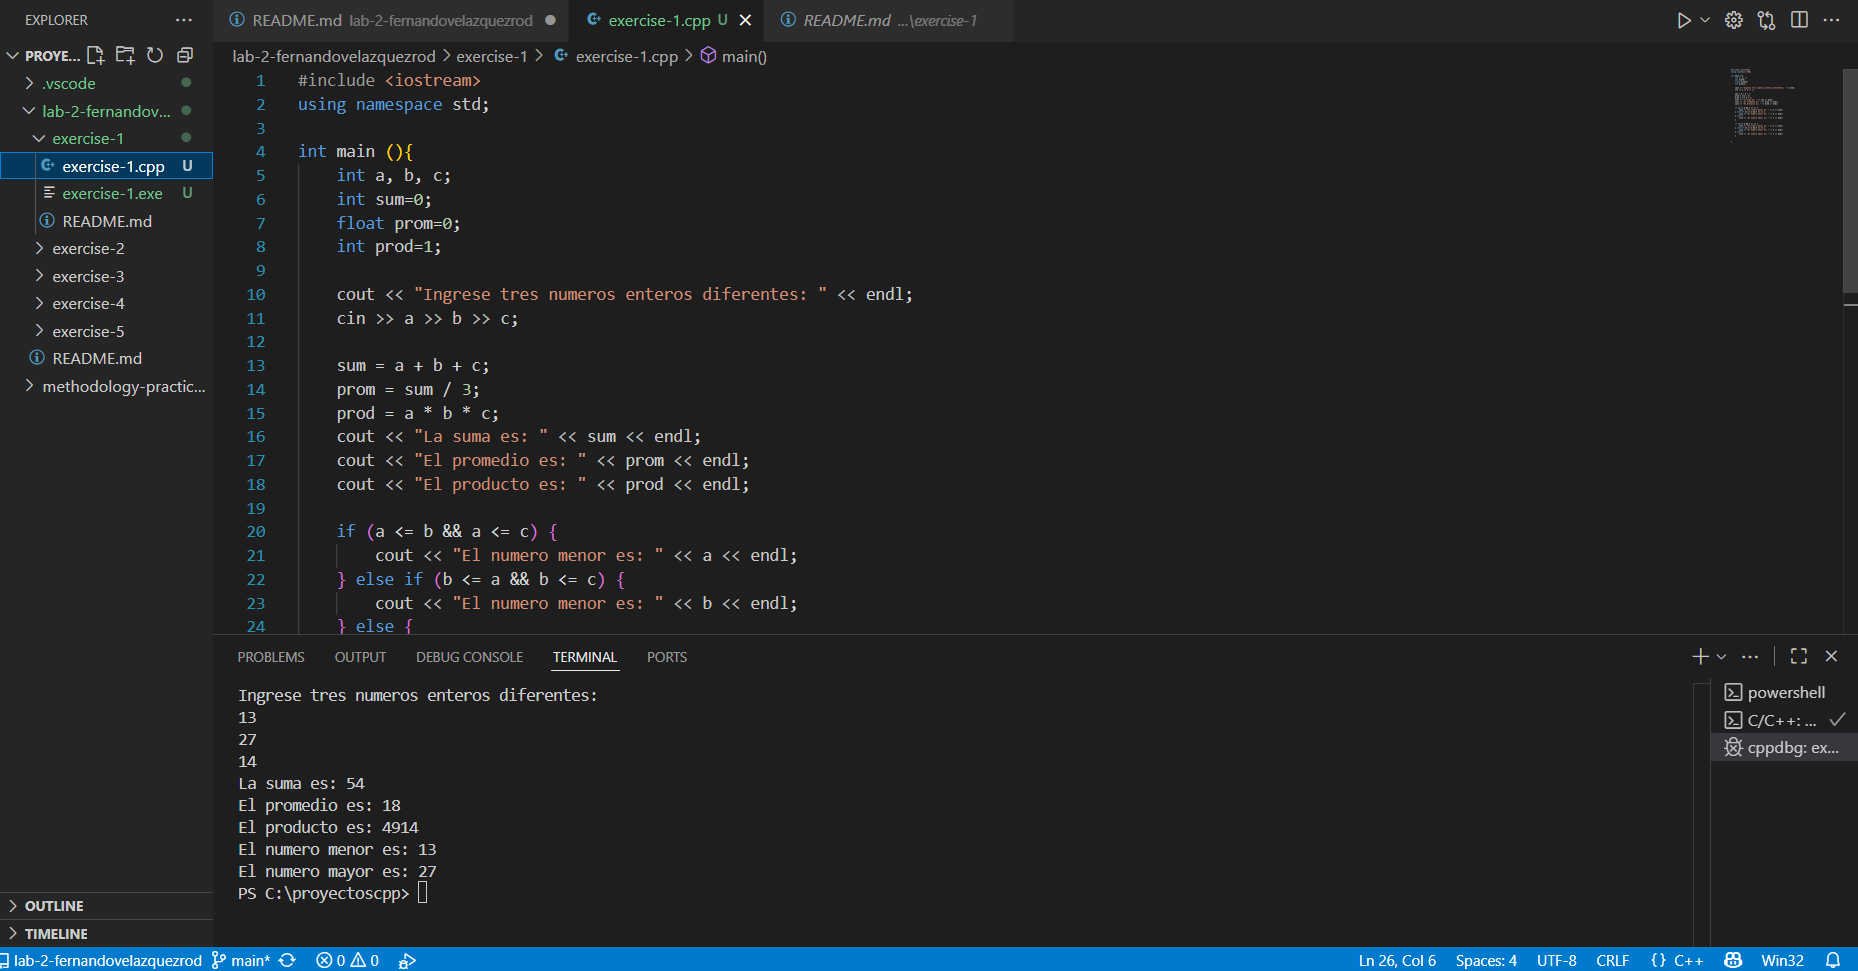 EXPLORER
PROYE...
.vscode
lab-2-fernandov...
exercise-1
exercise-1.cpp U
exercise-1.exe U
README.md
exercise-2
exercise-3
exercise-4
exercise-5
README.md
methodology-practic...
OUTLINE
TIMELINE
README.md lab-2-fernandovelazquezrod
exercise-1.cpp U
README.md ...\exercise-1
lab-2-fernandovelazquezrod > exercise-1 > exercise-1.cpp > main()
1 #include <iostream>
2 using namespace std;
3
4 int main (){
5 int a, b, c;
6 int sum=0;
7 float prom=0;
8 int prod=1;
9
10 cout << "Ingrese tres numeros enteros diferentes: " << endl;
11 cin >> a >> b >> c;
12
13 sum = a + b + c;
14 prom = sum / 3;
15 prod = a * b * c;
16 cout << "La suma es: " << sum << endl;
17 cout << "El promedio es: " << prom << endl;
18 cout << "El producto es: " << prod << endl;
19
20 if (a <= b && a <= c) {
21 cout << "El numero menor es: " << a << endl;
22 } else if (b <= a && b <= c) {
23 cout << "El numero menor es: " << b << endl;
24 } else {
PROBLEMS OUTPUT DEBUG CONSOLE TERMINAL PORTS
Ingrese tres numeros enteros diferentes:
13
27
14
La suma es: 54
El promedio es: 18
El producto es: 4914
El numero menor es: 13
El numero mayor es: 27
PS C:\proyectoscpp>
powershell
C/C++: ...
cppdbg: ex...
lab-2-fernandovelazquezrod main* 0 0 Ln 26, Col 6 Spaces: 4 UTF-8 CRLF {} C++ Win32